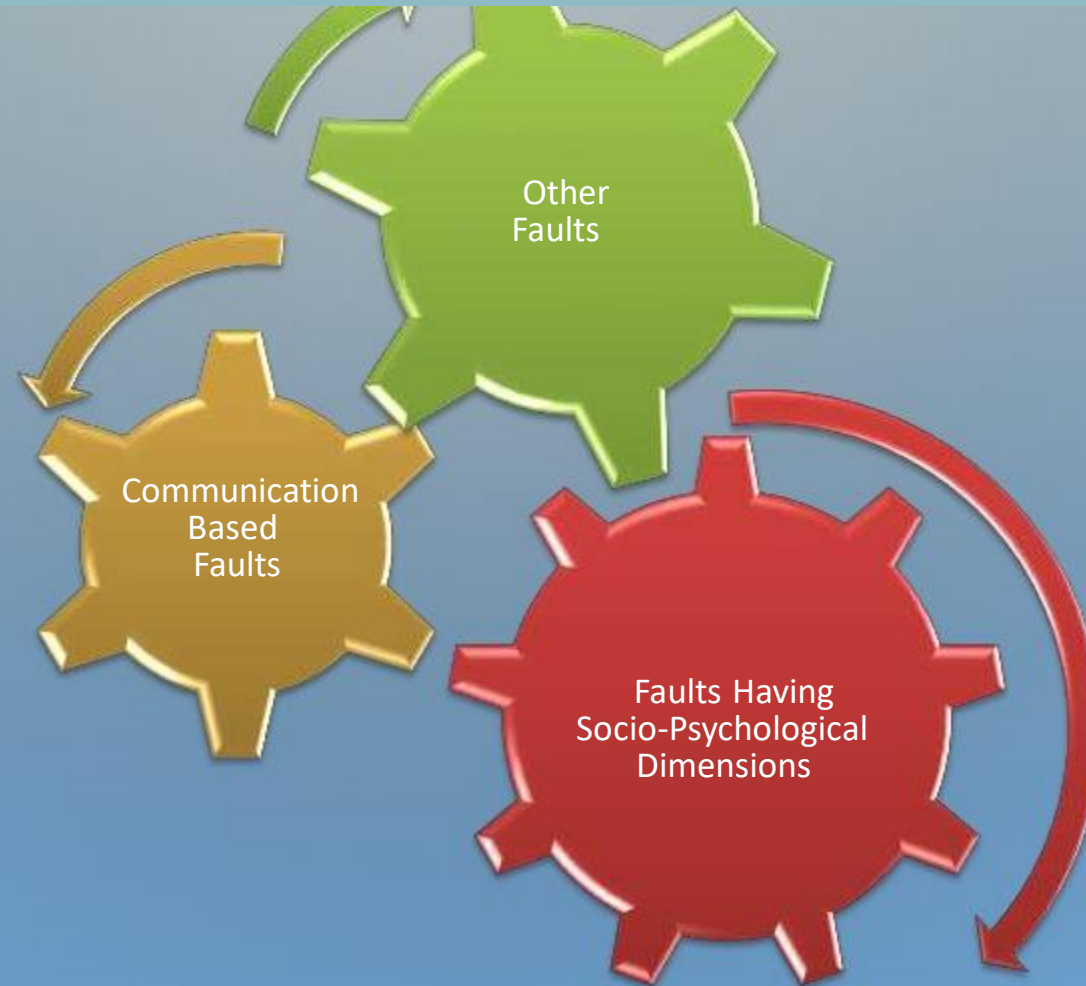 Other
Faults
Communication
Based
Faults
Faults Having
Socio-Psychological
Dimensions